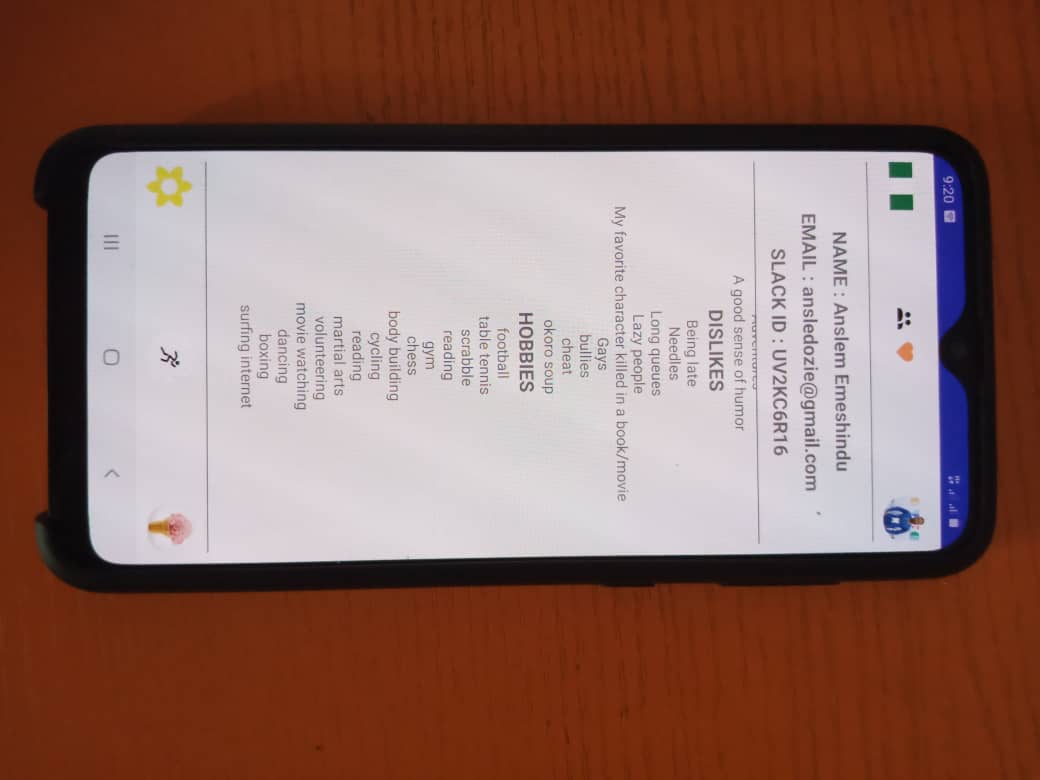 9:20
NAME : Anslem Emeshindu
EMAIL : ansledozie@gmail.com
SLACK ID : UV2KC6R16
Adventures
A good sense of humor
DISLIKES
Being late
Needles
Long queues
Lazy people
My favorite character killed in a book/movie
Gays
bullies
cheat
okoro soup
HOBBIES
football
table tennis
scrabble
reading
gym
chess
body building
cycling
reading
martial arts
volunteering
movie watching
dancing
boxing
surfing internet